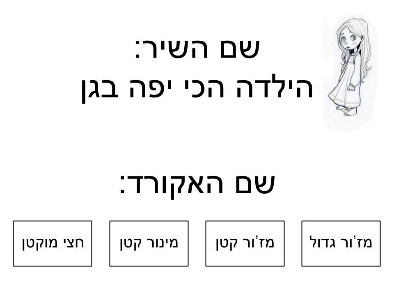 שם השיר:
הילדה הכי יפה בגן
שם האקורד:
מז'ור גדול
מז'ור קטן
מינור קטן
חצי מוקטן